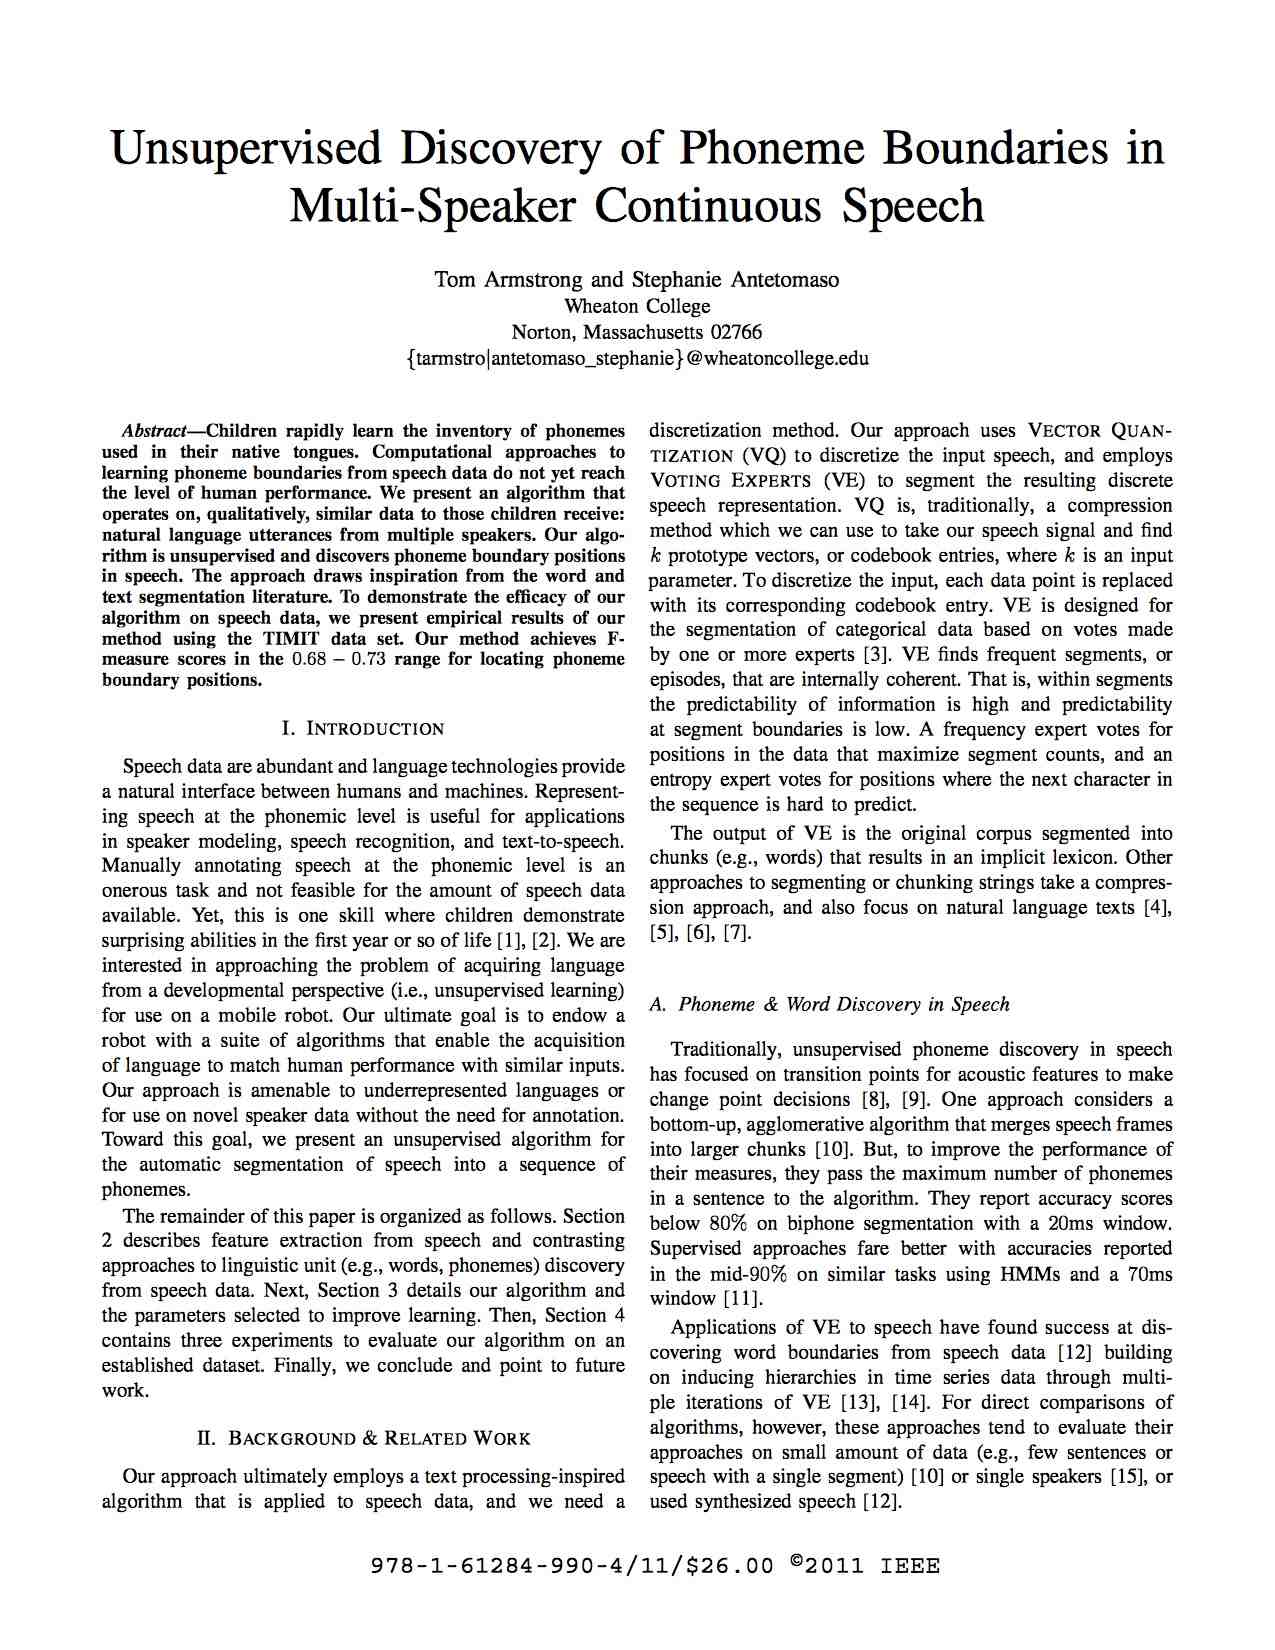 Unsupervised Discovery of Phoneme Boundaries in
Multi-Speaker Continuous Speech
Tom Armstrong and Stephanie Antetomaso
Wheaton College
Norton, Massachusetts 02766
{tarmstro|antetomaso_stephanie}@wheatoncollege.edu
Abstract—Children rapidly learn the inventory of phonemes
used in their native tongues. Computational approaches to
learning phoneme boundaries from speech data do not yet reach
the level of human performance. We present an algorithm that
operates on, qualitatively, similar data to those children receive:
natural language utterances from multiple speakers. Our algo-
rithm is unsupervised and discovers phoneme boundary positions
in speech. The approach draws inspiration from the word and
text segmentation literature. To demonstrate the efficacy of our
algorithm on speech data, we present empirical results of our
method using the TIMIT data set. Our method achieves F-
measure scores in the 0.68 – 0.73 range for locating phoneme
boundary positions.
I. INTRODUCTION
Speech data are abundant and language technologies provide
a natural interface between humans and machines. Represent-
ing speech at the phonemic level is useful for applications
in speaker modeling, speech recognition, and text-to-speech.
Manually annotating speech at the phonemic level is an
onerous task and not feasible for the amount of speech data
available. Yet, this is one skill where children demonstrate
surprising abilities in the first year or so of life [1], [2]. We are
interested in approaching the problem of acquiring language
from a developmental perspective (i.e., unsupervised learning)
for use on a mobile robot. Our ultimate goal is to endow a
robot with a suite of algorithms that enable the acquisition
of language to match human performance with similar inputs.
Our approach is amenable to underrepresented languages or
for use on novel speaker data without the need for annotation.
Toward this goal, we present an unsupervised algorithm for
the automatic segmentation of speech into a sequence of
phonemes.
The remainder of this paper is organized as follows. Section
2 describes feature extraction from speech and contrasting
approaches to linguistic unit (e.g., words, phonemes) discovery
from speech data. Next, Section 3 details our algorithm and
the parameters selected to improve learning. Then, Section 4
contains three experiments to evaluate our algorithm on an
established dataset. Finally, we conclude and point to future
work.
II. BACKGROUND & RELATED WORK
Our approach ultimately employs a text processing-inspired
algorithm that is applied to speech data, and we need a
discretization method. Our approach uses VECTOR QUAN-
TIZATION (VQ) to discretize the input speech, and employs
VOTING EXPERTS (VE) to segment the resulting discrete
speech representation. VQ is, traditionally, a compression
method which we can use to take our speech signal and find
k prototype vectors, or codebook entries, where k is an input
parameter. To discretize the input, each data point is replaced
with its corresponding codebook entry. VE is designed for
the segmentation of categorical data based on votes made
by one or more experts [3]. VE finds frequent segments, or
episodes, that are internally coherent. That is, within segments
the predictability of information is high and predictability
at segment boundaries is low. A frequency expert votes for
positions in the data that maximize segment counts, and an
entropy expert votes for positions where the next character in
the sequence is hard to predict.
The output of VE is the original corpus segmented into
chunks (e.g., words) that results in an implicit lexicon. Other
approaches to segmenting or chunking strings take a compres-
sion approach, and also focus on natural language texts [4],
[5], [6], [7].
A. Phoneme & Word Discovery in Speech
Traditionally, unsupervised phoneme discovery in speech
has focused on transition points for acoustic features to make
change point decisions [8], [9]. One approach considers a
bottom-up, agglomerative algorithm that merges speech frames
into larger chunks [10]. But, to improve the performance of
their measures, they pass the maximum number of phonemes
in a sentence to the algorithm. They report accuracy scores
below 80% on biphone segmentation with a 20ms window.
Supervised approaches fare better with accuracies reported
in the mid-90% on similar tasks using HMMs and a 70ms
window [11].
Applications of VE to speech have found success at dis-
covering word boundaries from speech data [12] building
on inducing hierarchies in time series data through multi-
ple iterations of VE [13], [14]. For direct comparisons of
algorithms, however, these approaches tend to evaluate their
approaches on small amount of data (e.g., few sentences or
speech with a single segment) [10] or single speakers [15], or
used synthesized speech [12].
978-1-61284-990-4/11/$26.00 ©2011 IEEE